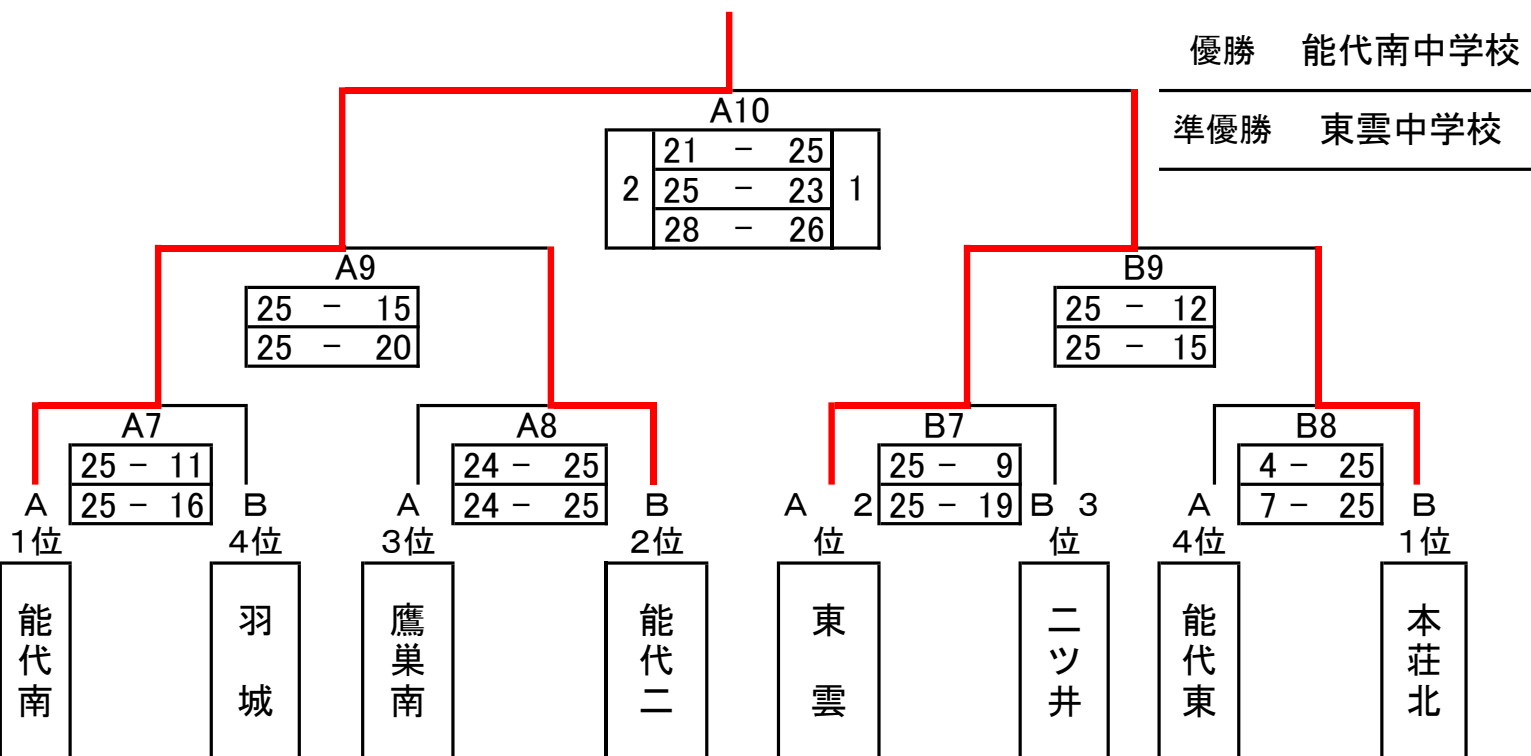 優勝 能代南中学校
準優勝 東雲中学校
A10
2 21 - 25 1
25 - 23
28 - 26
A9
25 - 15
25 - 20
B9
25 - 12
25 - 15
A7
25 - 11
25 - 16
A8
24 - 25
24 - 25
B7
25 - 9
25 - 19
B8
4 - 25
7 - 25
A 1位
B 4位
A 3位
B 2位
A 2位
B 3位
A 4位
B 1位
能代南
羽城
鷹巣南
能代二
東雲
二ツ井
能代東
本荘北